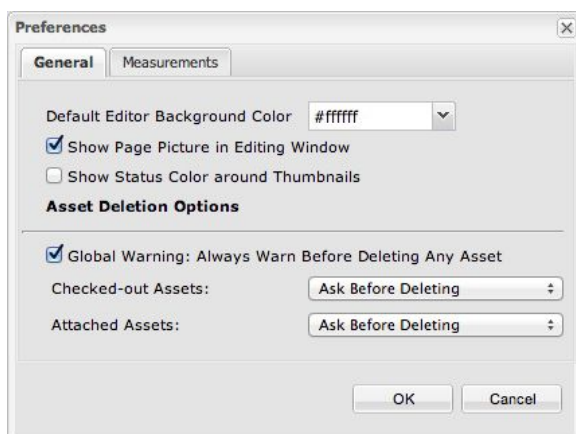 Preferences
General Measurements
Default Editor Background Color #ffffff
Show Page Picture in Editing Window
Show Status Color around Thumbnails
Asset Deletion Options
Global Warning: Always Warn Before Deleting Any Asset
Checked-out Assets: Ask Before Deleting
Attached Assets: Ask Before Deleting
OK Cancel